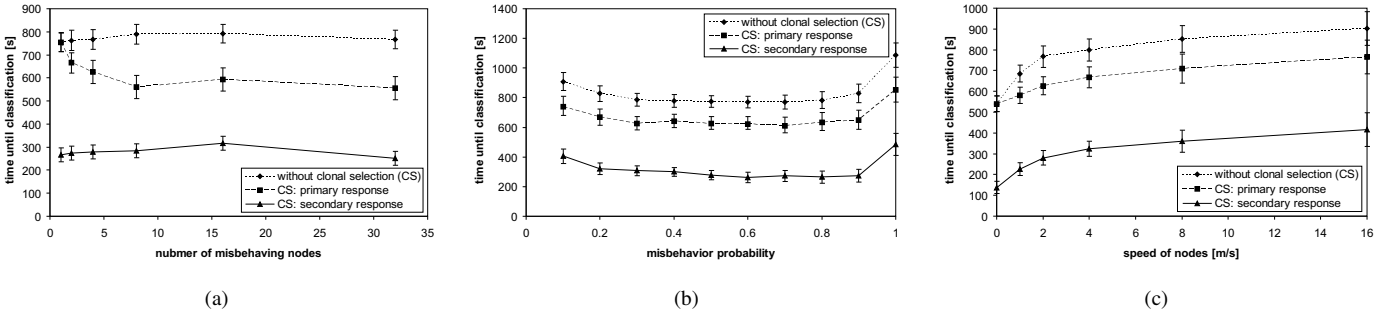 time until classification [s]
900
800
700
600
500
400
300
200
100
0
0 5 10 15 20 25 30 35
nubmer of misbehaving nodes
without clonal selection (CS)
CS: primary response
CS: secondary response
(a)
time until classification [s]
1400
1200
1000
800
600
400
200
0
0 0.2 0.4 0.6 0.8 1
misbehavior probability
without clonal selection (CS)
CS: primary response
CS: secondary response
(b)
time until classification [s]
1000
900
800
700
600
500
400
300
200
100
0
0 2 4 6 8 10 12 14 16
speed of nodes [m/s]
without clonal selection (CS)
CS: primary response
CS: secondary response
(c)